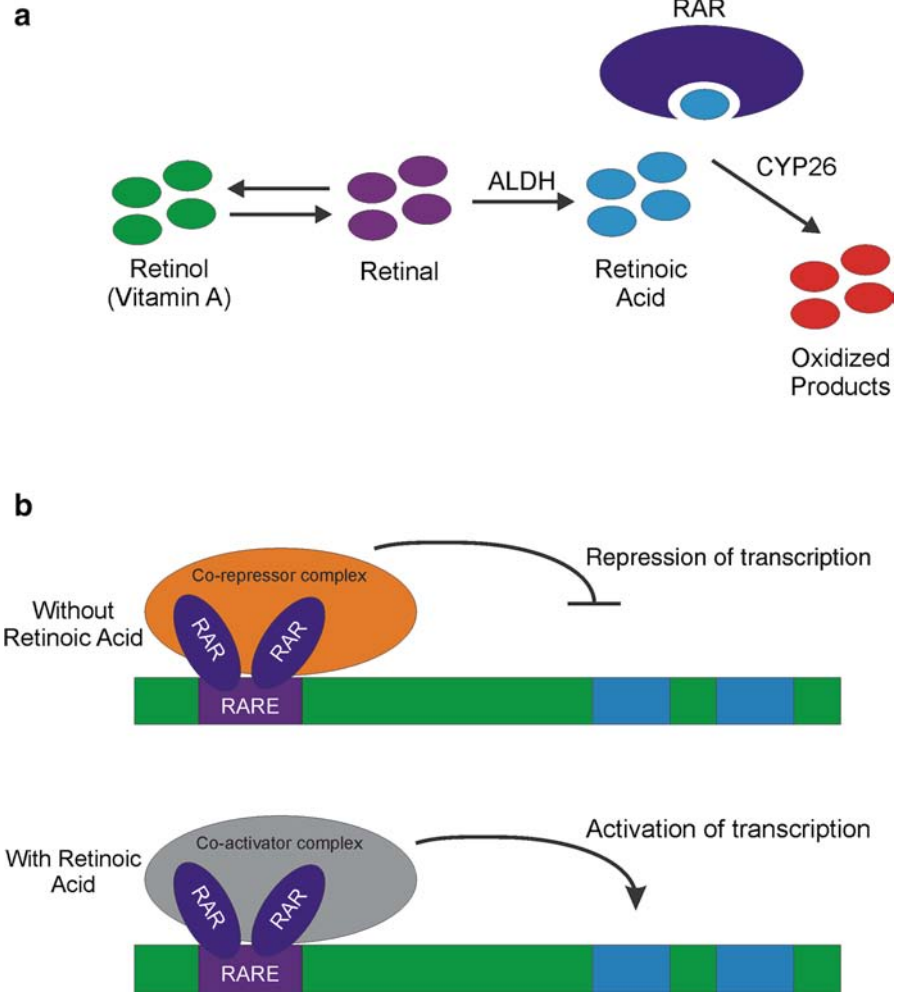 a
RAR
CYP26
ALDH
Retinol
(Vitamin A)
Retinal
Retinoic
Acid
Oxidized
Products
b
Co-repressor complex
Repression of transcription
Without
Retinoic Acid
RAR
RAR
RARE
Co-activator complex
Activation of transcription
With Retinoic
Acid
RAR
RAR
RARE